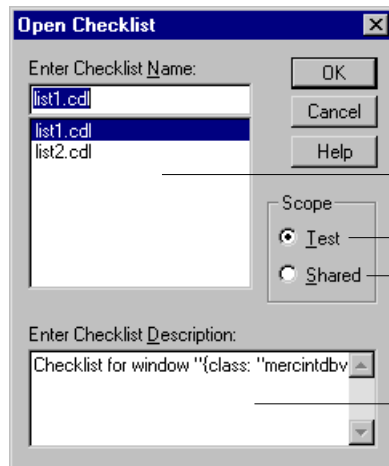 Open Checklist
Enter Checklist Name:
list1.cdl
list1.cdl
list2.cdl
OK
Cancel
Help
Scope
Test
Shared
Enter Checklist Description:
Checklist for window "{class: "mercintdbv